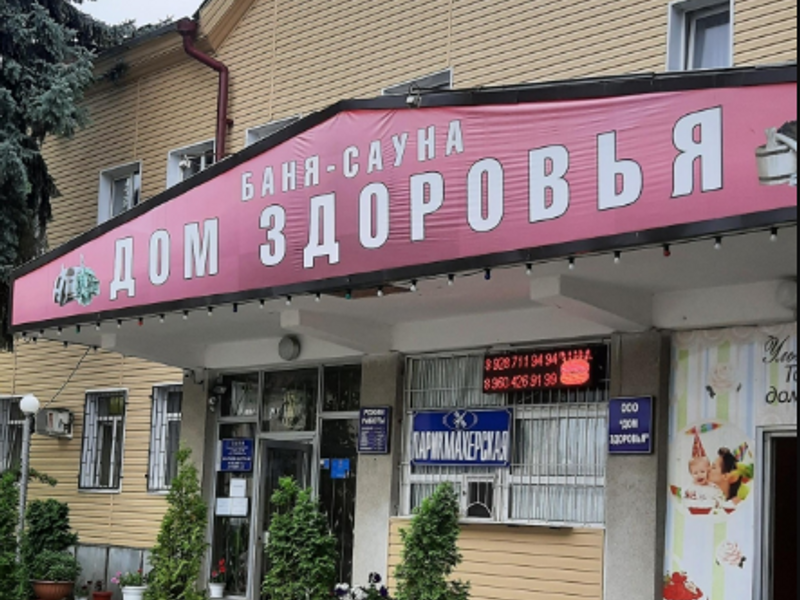 БАНЯ-САУНА
ДОМ ЗДОРОВЬЯ
8 928 711 94 94
8 960 426 91 99
РЕЖИМ
РАБОТЫ
ПАРИКМАХЕРСКАЯ
ООО
"ДОМ
ЗДОРОВЬЯ"